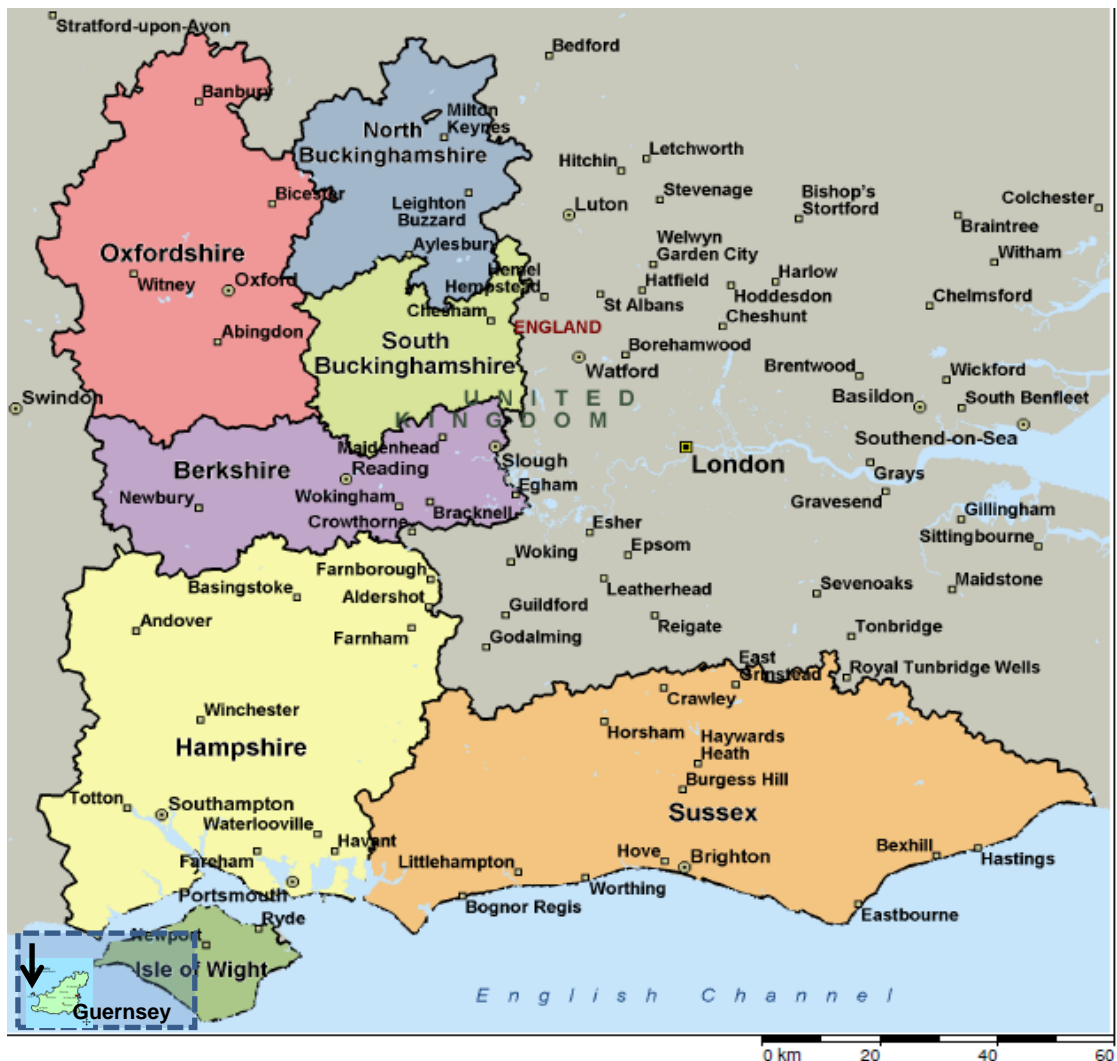 Stratford-upon-Avon
Bedford
Banbury
Milton
Keynes
North
Buckinghamshire
Hitchin
Letchworth
Bicester
Leighton
Buzzard
Stevenage
Luton
Bishop's
Stortford
Colchester
Braintree
Oxfordshire
Aylesbury
Welwyn
Garden City
Witham
Witney
Oxford
Hemel
Hempstead
Hatfield
Harlow
St Albans
Hoddesdon
Chelmsford
Chesham
ENGLAND
Cheshunt
Abingdon
South
Buckinghamshire
Borehamwood
Watford
Brentwood
Wickford
Swindon
UNITED
KINGDOM
Basildon
South Benfleet
Maidenhead
Southend-on-Sea
Berkshire
Reading
Slough
London
Grays
Newbury
Wokingham
Egham
Gravesend
Bracknell
Gillingham
Crowthorne
Esher
Sittingbourne
Woking
Epsom
Farnborough
Basingstoke
Aldershot
Leatherhead
Sevenoaks
Maidstone
Andover
Guildford
Farnham
Godalming
Reigate
Tonbridge
East
Grinstead
Royal Tunbridge Wells
Crawley
Winchester
Horsham
Haywards
Heath
Hampshire
Burgess Hill
Totton
Southampton
Sussex
Waterlooville
Havant
Fareham
Littlehampton
Hove
Brighton
Bexhill
Hastings
Portsmouth
Worthing
Bognor Regis
Eastbourne
Ryde
Newport
Isle of Wight
English Channel
Guernsey
0 km 20 40 60